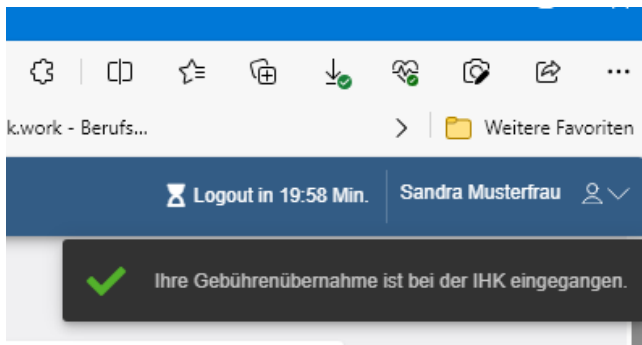 k.work - Berufs...
Weitere Favoriten
Logout in 19:58 Min.
Sandra Musterfrau
Ihre Gebührenübernahme ist bei der IHK eingegangen.